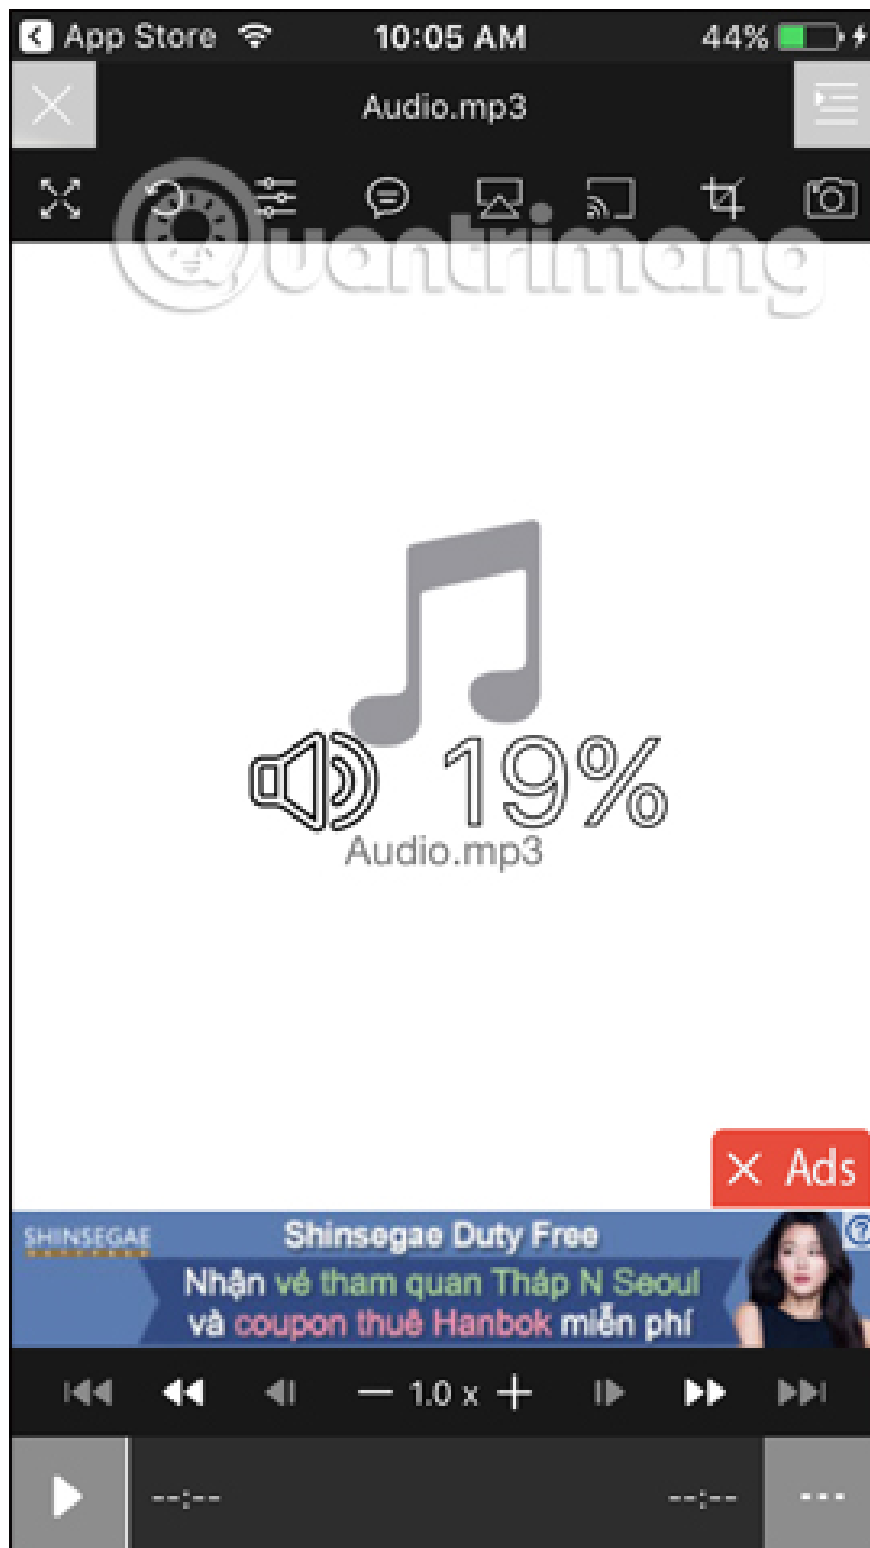 App Store 10:05 AM 44%
Audio.mp3
Quantrimang
19%
Audio.mp3
× Ads
SHINSEGAE
Shinsegae Duty Free
Nhận vé tham quan Tháp N Seoul
và coupon thuê Hanbok miễn phí
— 1.0 x +
--:-- --:--